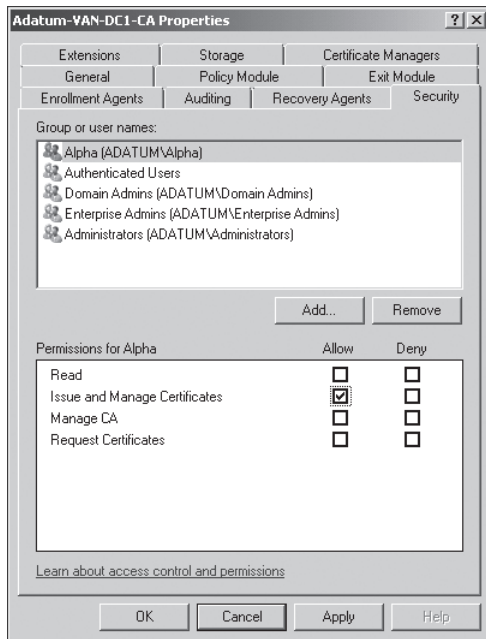 Adatum-VAN-DC1-CA Properties
Extensions Storage Certificate Managers
General Policy Module Exit Module
Enrollment Agents Auditing Recovery Agents Security
Group or user names:
Alpha (ADATUM\Alpha)
Authenticated Users
Domain Admins (ADATUM\Domain Admins)
Enterprise Admins (ADATUM\Enterprise Admins)
Administrators (ADATUM\Administrators)
Add... Remove
Permissions for Alpha Allow Deny
Read
Issue and Manage Certificates
Manage CA
Request Certificates
Learn about access control and permissions
OK Cancel Apply Help